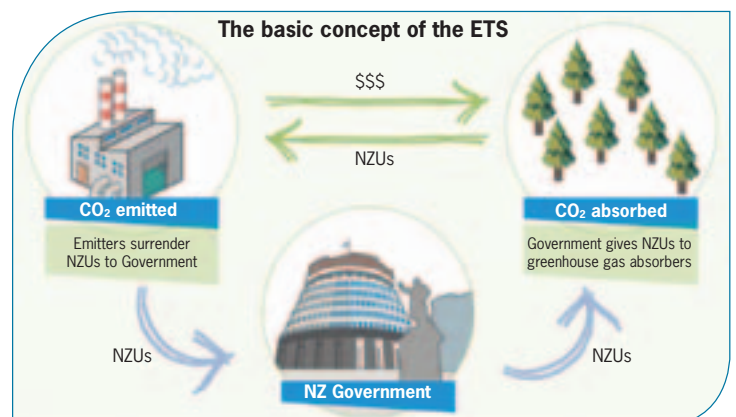 The basic concept of the ETS
$$$
NZUs
CO₂ emitted
Emitters surrender
NZUs to Government
CO₂ absorbed
Government gives NZUs to
greenhouse gas absorbers
NZUs
NZUs
NZ Government